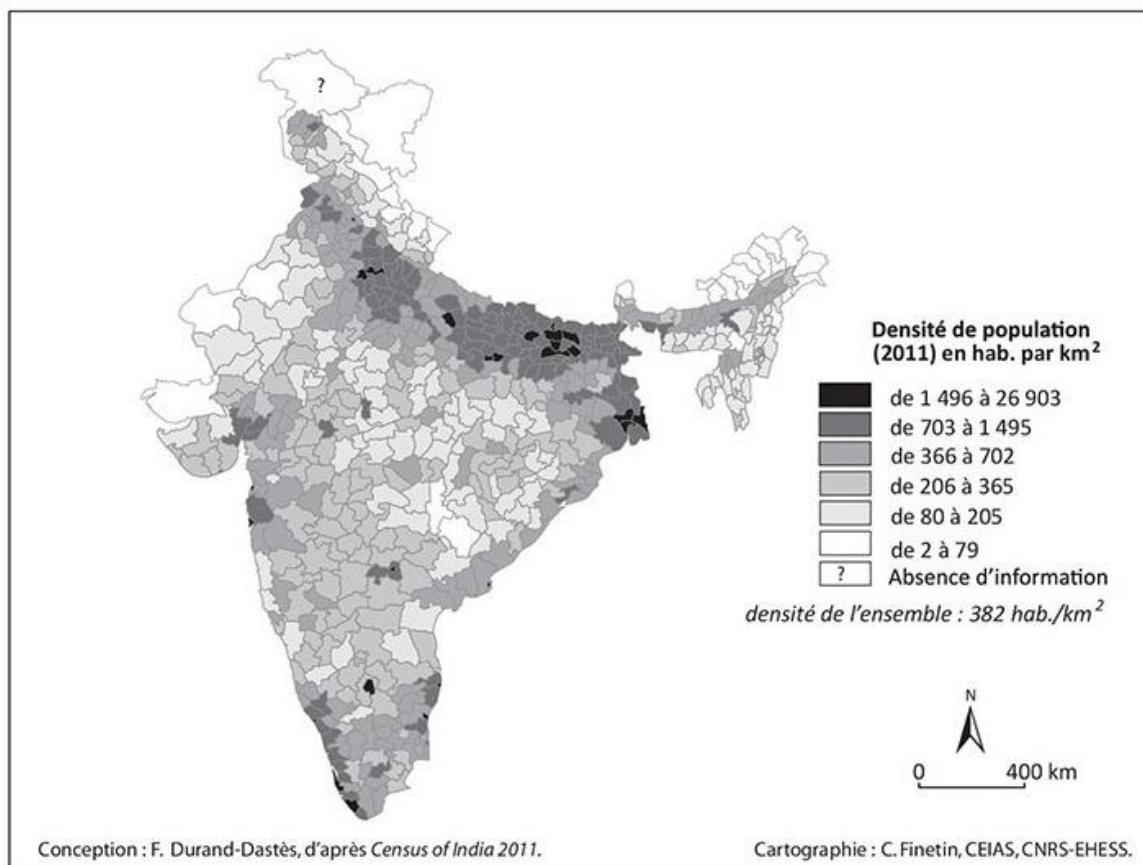 ?
Densité de population
(2011) en hab. par km²
de 1 496 à 26 903
de 703 à 1 495
de 366 à 702
de 206 à 365
de 80 à 205
de 2 à 79
? Absence d’information
densité de l’ensemble : 382 hab./km²
N
0 400 km
Conception : F. Durand-Dastès, d’après Census of India 2011.
Cartographie : C. Finetin, CEIAS, CNRS-EHESS.